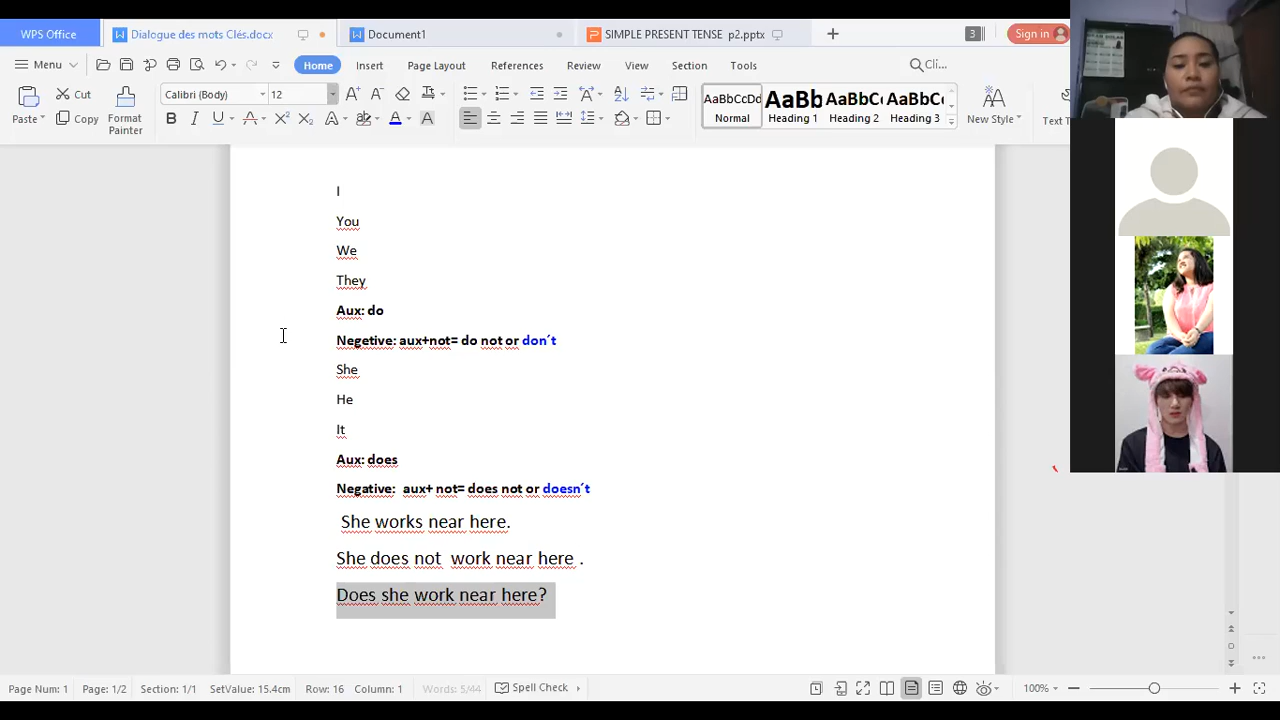 WPS Office
Dialogue des mots Clés.docx
Document1
SIMPLE PRESENT TENSE p2.pptx
3
Sign in
Menu
Home
Insert
Page Layout
References
Review
View
Section
Tools
Cli...
Paste
Cut
Copy
Format Painter
Calibri (Body)
12
AaBbCcDd
Normal
AaBb
Heading 1
AaBbC
Heading 2
AaBbC
Heading 3
New Style
Text T
I
You
We
They
Aux: do
Negetive: aux+not= do not or don´t
She
He
It
Aux: does
Negative: aux+ not= does not or doesn´t
She works near here.
She does not work near here .
Does she work near here?
Page Num: 1
Page: 1/2
Section: 1/1
SetValue: 15.4cm
Row: 16
Column: 1
Words: 5/44
Spell Check
100%